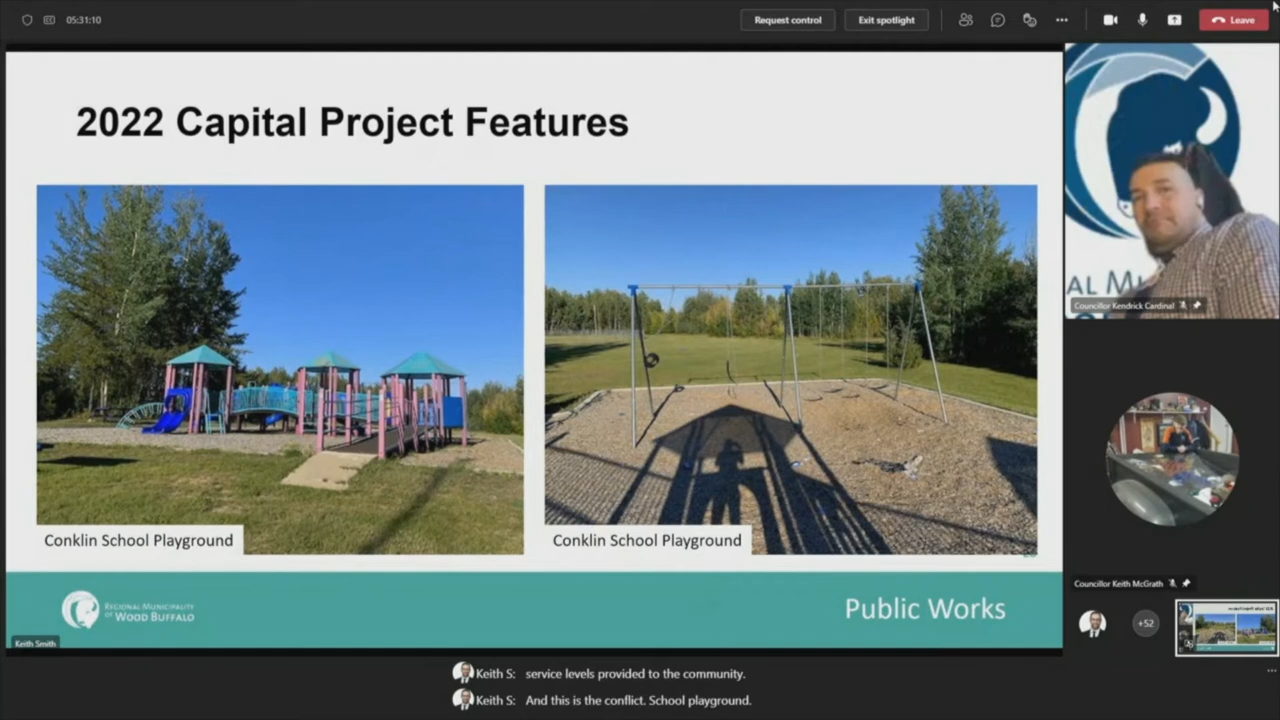 05:31:10
Request control
Exit spotlight
Leave
2022 Capital Project Features
Conklin School Playground
Conklin School Playground
REGIONAL MUNICIPALITY
OF WOOD BUFFALO
Public Works
Keith Smith
AL MU
Councillor Kendrick Cardinal
Councillor Keith McGrath
+52
Keith S: service levels provided to the community.
Keith S: And this is the conflict. School playground.